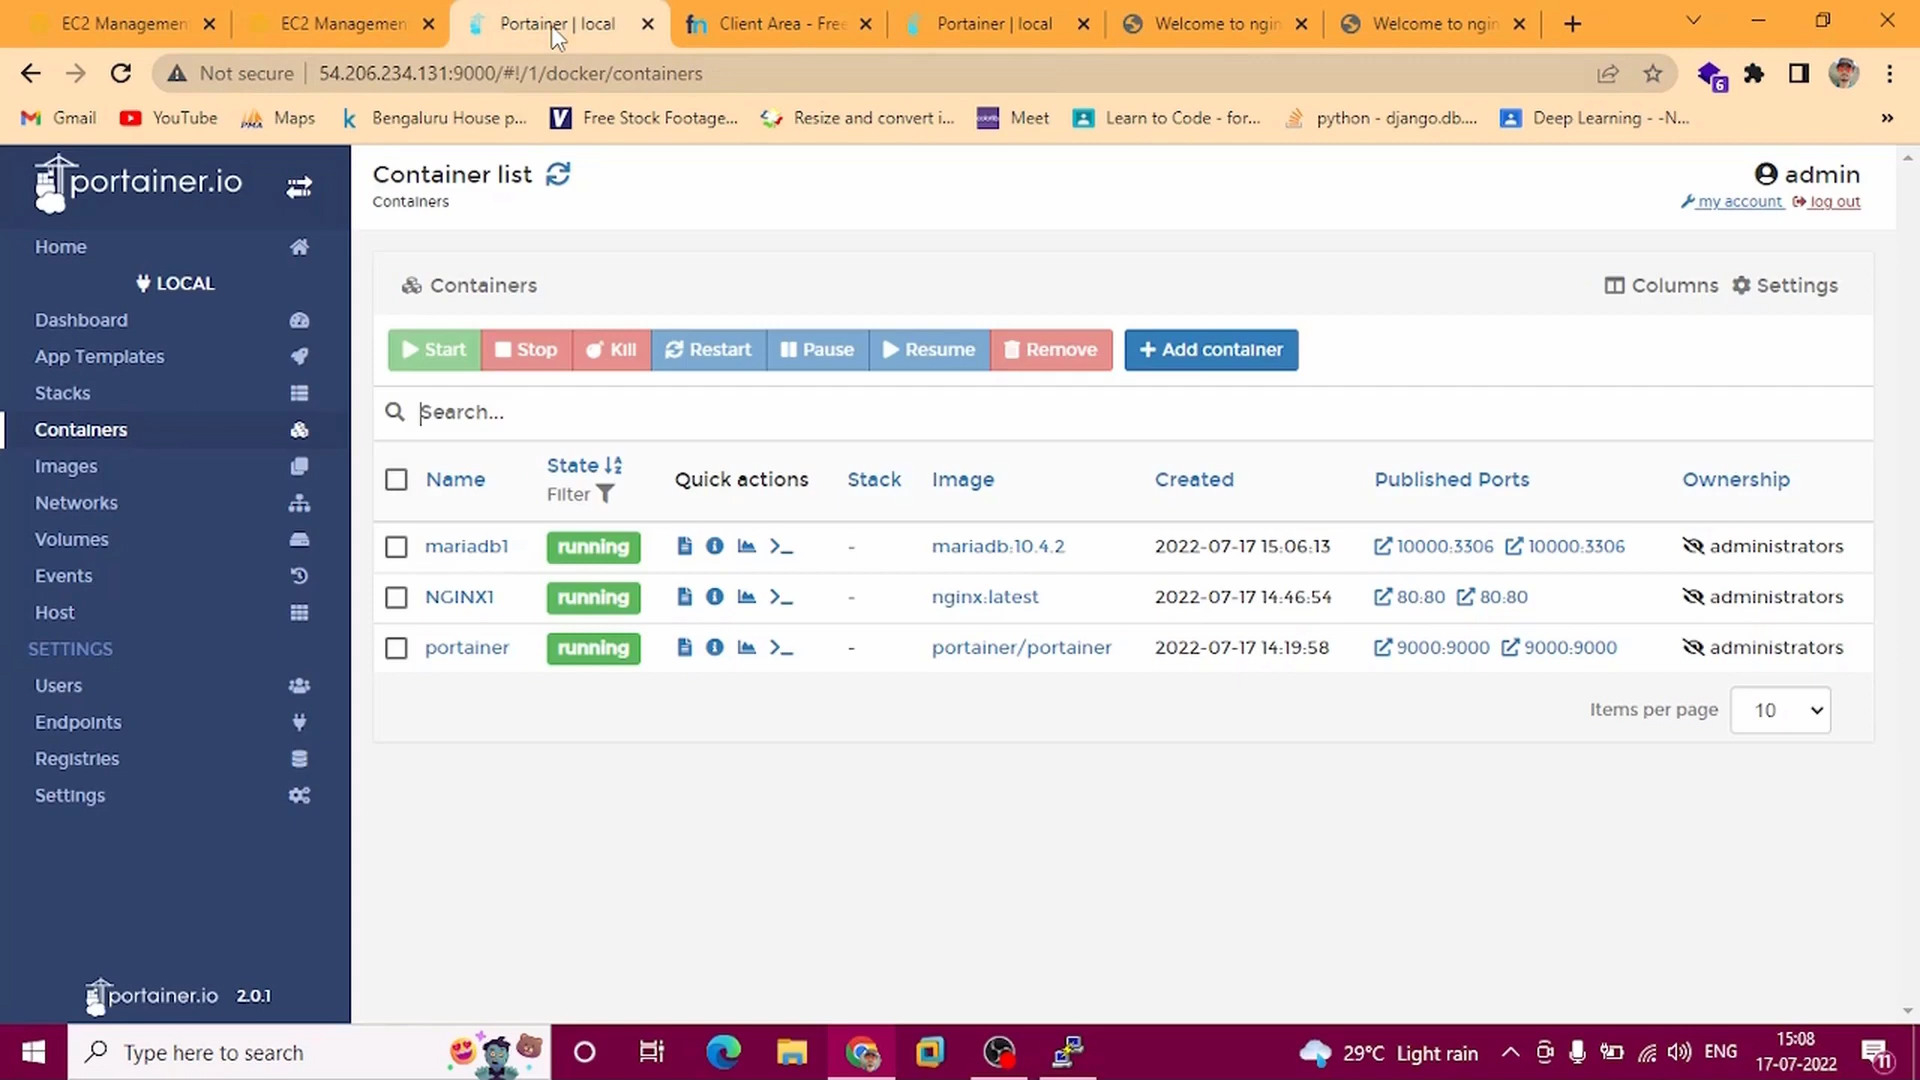 EC2 Management
EC2 Management
Portainer | local
Client Area - Free
Portainer | local
Welcome to ngin
Welcome to ngin
Not secure
54.206.234.131:9000/#!/1/docker/containers
6
Gmail
YouTube
Maps
Bengaluru House p...
Free Stock Footage...
Resize and convert i...
Meet
Learn to Code - for...
python - django.db....
Deep Learning - -N...
»
portainer.io
Container list
Containers
admin
my account
log out
Home
LOCAL
Dashboard
App Templates
Stacks
Containers
Images
Networks
Volumes
Events
Host
SETTINGS
Users
Endpoints
Registries
Settings
portainer.io 2.0.1
Containers
Columns
Settings
Start
Stop
Kill
Restart
Pause
Resume
Remove
+ Add container
Search...
Name
State
Filter
Quick actions
Stack
Image
Created
Published Ports
Ownership
mariadb1 running - mariadb:10.4.2 2022-07-17 15:06:13 10000:3306 10000:3306 administrators
NGINX1 running - nginx:latest 2022-07-17 14:46:54 80:80 80:80 administrators
portainer running - portainer/portainer 2022-07-17 14:19:58 9000:9000 9000:9000 administrators
Items per page 10
Type here to search
29°C Light rain
ENG
15:08
17-07-2022
11